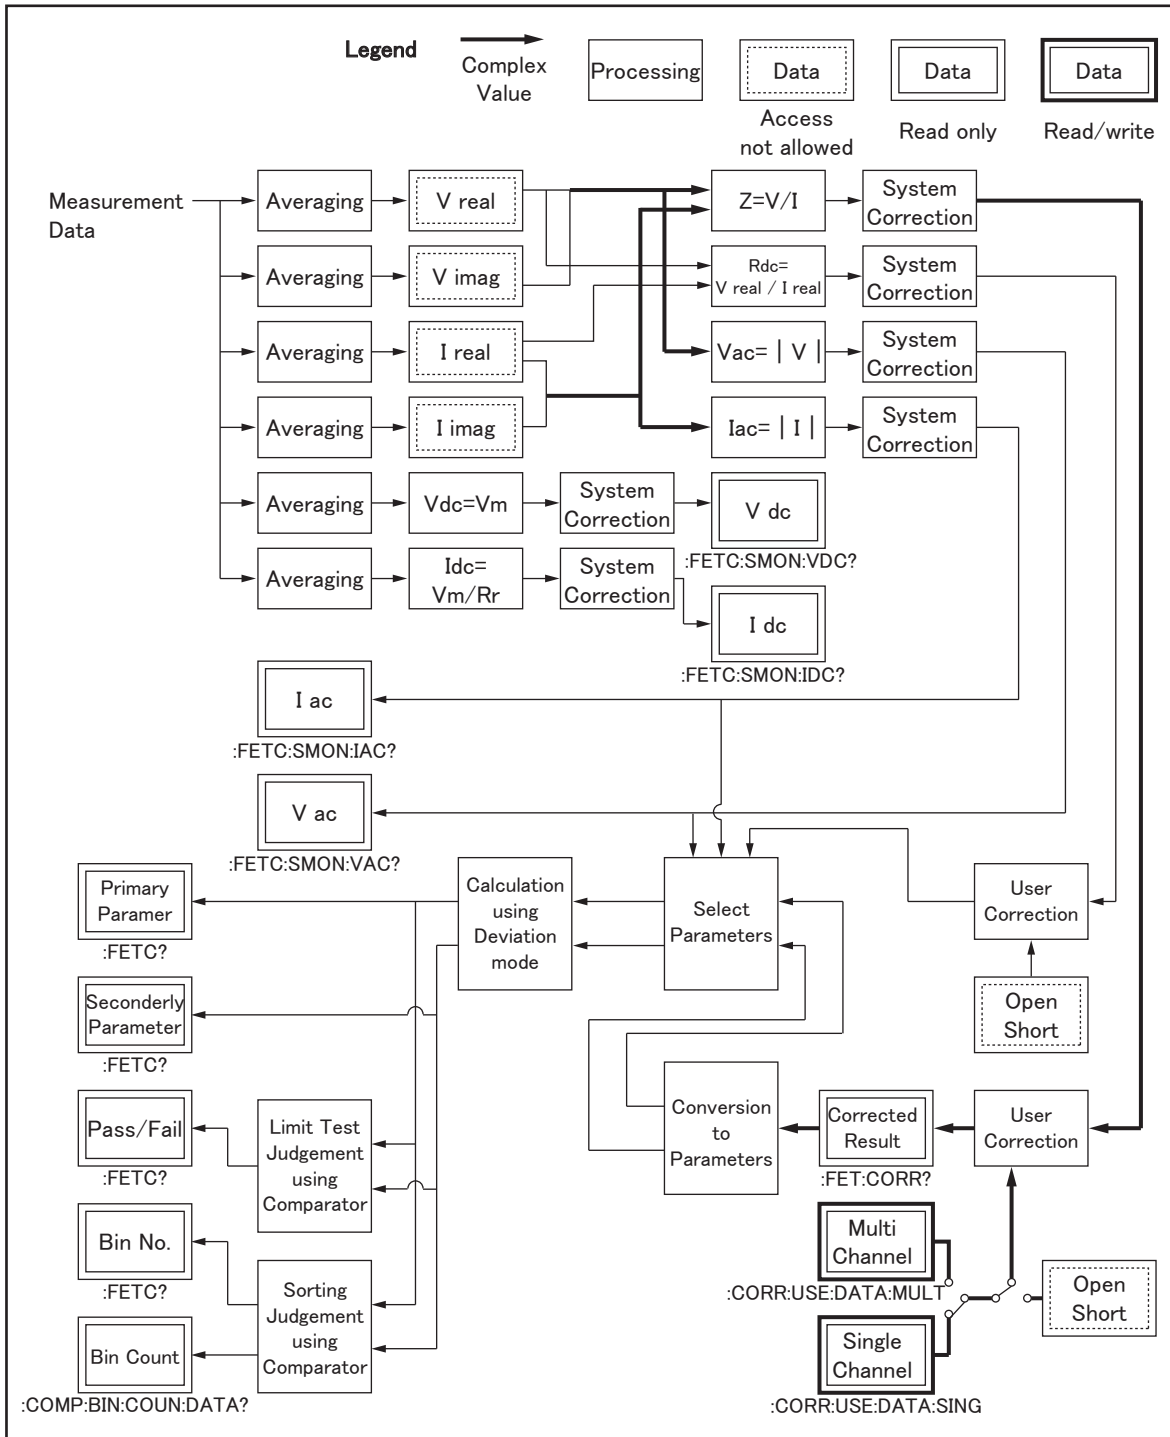 Legend
Complex
Value
Processing
Data
Access
not allowed
Data
Read only
Data
Read/write
Measurement
Data
Averaging
V real
Z=V/I
System
Correction
Averaging
V imag
Rdc=
V real / I real
System
Correction
Averaging
I real
Vac= | V |
System
Correction
Averaging
I imag
Iac= | I |
System
Correction
Averaging
Vdc=Vm
System
Correction
V dc
:FETC:SMON:VDC?
Averaging
Idc=
Vm/Rr
System
Correction
I dc
:FETC:SMON:IDC?
I ac
:FETC:SMON:IAC?
V ac
:FETC:SMON:VAC?
Primary
Paramer
:FETC?
Calculation
using
Deviation
mode
Select
Parameters
User
Correction
Seconderly
Parameter
:FETC?
Open
Short
Pass/Fail
:FETC?
Limit Test
Judgement
using
Comparator
Conversion
to
Parameters
Corrected
Result
:FET:CORR?
User
Correction
Bin No.
:FETC?
Multi
Channel
:CORR:USE:DATA:MULT
Sorting
Judgement
using
Comparator
Open
Short
Bin Count
:COMP:BIN:COUN:DATA?
Single
Channel
:CORR:USE:DATA:SING